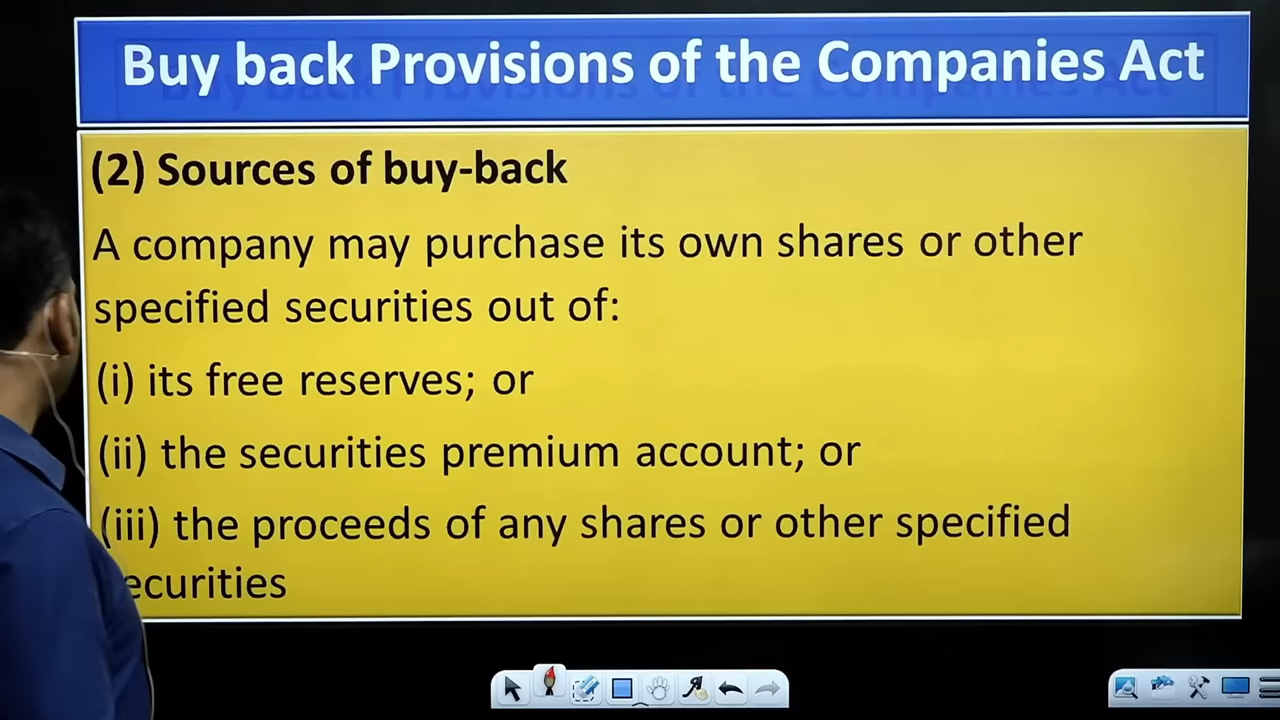 Buy back Provisions of the Companies Act
(2) Sources of buy-back
A company may purchase its own shares or other
specified securities out of:
(i) its free reserves; or
(ii) the securities premium account; or
(iii) the proceeds of any shares or other specified
ecurities